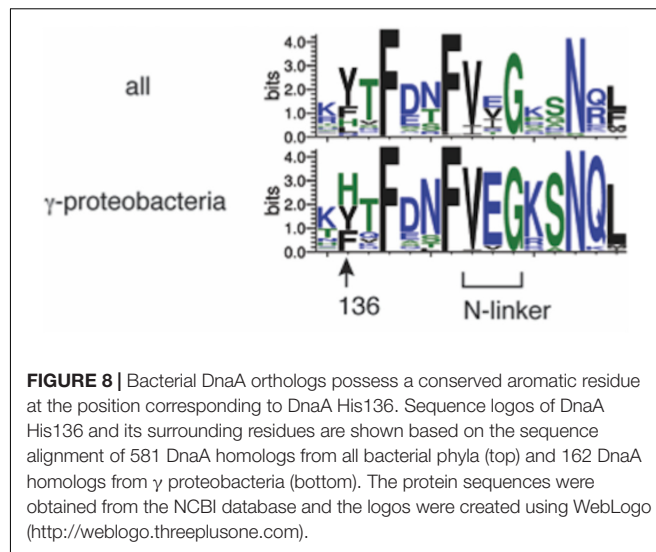 all
bits
4.0
3.0
2.0
1.0
0.0
K Y T F D N F V E G K S N Q L
γ-proteobacteria
bits
4.0
3.0
2.0
1.0
0.0
K H T F D N F V E G K S N Q L
Y
F
136
N-linker
FIGURE 8 | Bacterial DnaA orthologs possess a conserved aromatic residue
at the position corresponding to DnaA His136. Sequence logos of DnaA
His136 and its surrounding residues are shown based on the sequence
alignment of 581 DnaA homologs from all bacterial phyla (top) and 162 DnaA
homologs from γ proteobacteria (bottom). The protein sequences were
obtained from the NCBI database and the logos were created using WebLogo
(http://weblogo.threeplusone.com).